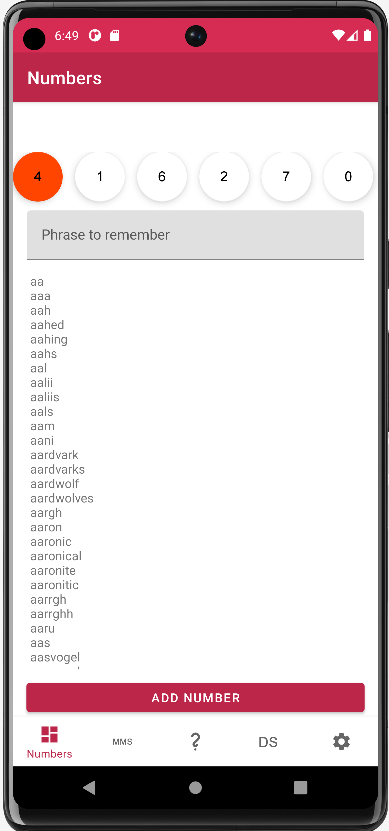 6:49
Numbers
4 1 6 2 7 0
Phrase to remember
aa
aaa
aah
aahed
aahing
aahs
aal
aalii
aaliis
aals
aam
aani
aardvark
aardvarks
aardwolf
aardwolves
aargh
aaron
aaronic
aaronical
aaronite
aaronitic
aarrgh
aarrghh
aaru
aas
aasvogel
ADD NUMBER
MMS ? DS
Numbers